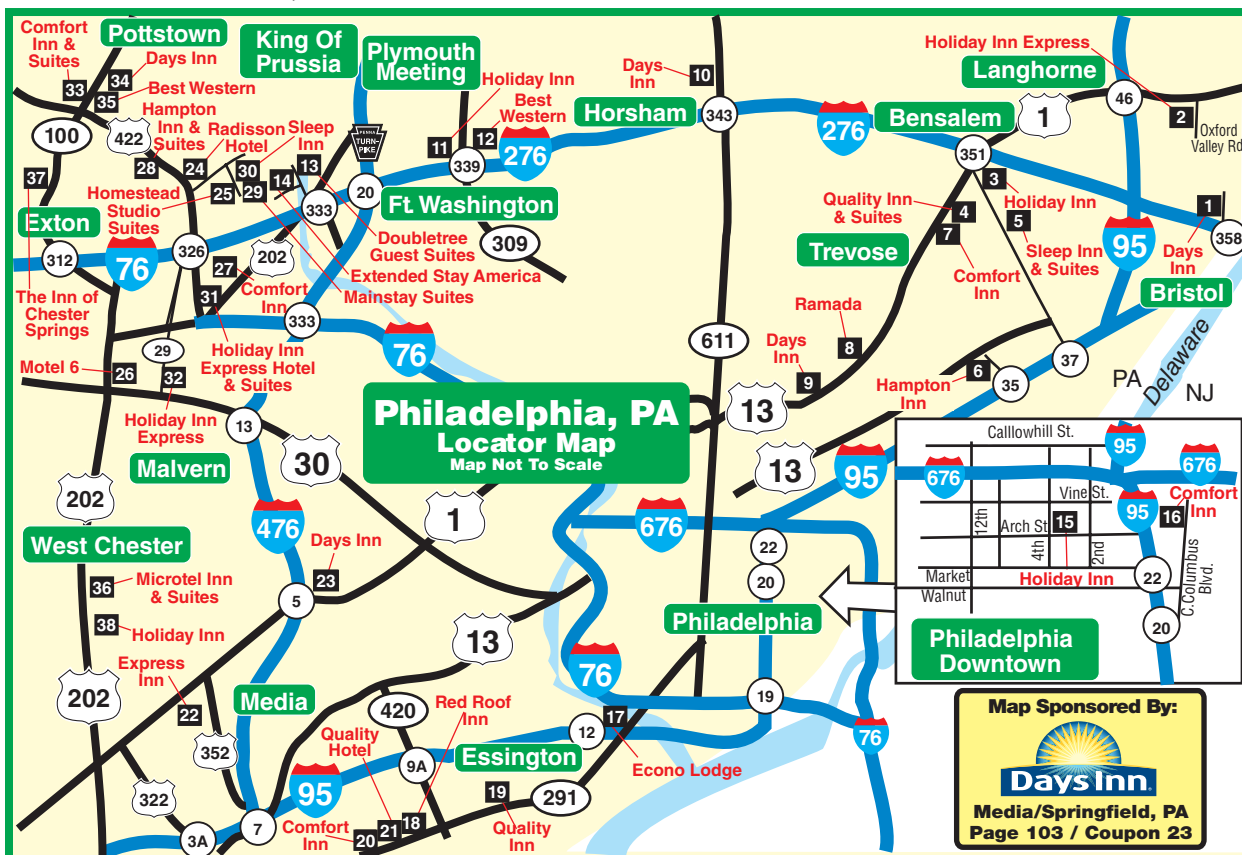 Comfort
Inn &
Suites
33
Pottstown
34
Days Inn
35
Best Western
King Of
Prussia
Plymouth
Meeting
Holiday Inn
11
12
Best
Western
Days
Inn
10
Horsham
343
Holiday Inn Express
Langhorne
46
1
2
Oxford
Valley Rd
100
422
Hampton
Inn &
Suites
28
Radisson
Hotel
24
Sleep
Inn
30
29
25
13
14
PENNA
TURN-
PIKE
339
276
276
Bensalem
351
37
Homestead
Studio
Suites
20
333
Ft. Washington
309
3
Holiday Inn
Quality Inn
& Suites
4
7
5
Sleep Inn
& Suites
1
Days
Inn
358
Exton
312
76
326
202
Doubletree
Guest Suites
Extended Stay America
Mainstay Suites
Trevose
Comfort
Inn
95
Bristol
The Inn of
Chester
Springs
27
Comfort
Inn
31
333
76
Holiday Inn
Express Hotel
& Suites
29
Motel 6
26
32
Holiday Inn
Express
611
Ramada
8
Days
Inn
9
Hampton
Inn
6
35
37
PA
Delaware
NJ
13
Malvern
30
Philadelphia, PA
Locator Map
Map Not To Scale
13
13
95
202
476
1
676
22
20
Calllowhill St.
95
676
676
Vine St.
Comfort
Inn
16
12th
Arch St
15
4th
2nd
95
Holiday Inn
Market
Walnut
22
20
C.Columbus
Blvd.
Philadelphia
Downtown
West Chester
36
Microtel Inn
& Suites
38
Holiday Inn
Days Inn
23
5
13
Philadelphia
76
202
Express
Inn
22
Media
352
322
420
Red Roof
Inn
Quality
Hotel
9A
Essington
12
17
Econo Lodge
19
76
95
7
3A
Comfort
Inn
20
21
18
19
Quality
Inn
291
Map Sponsored By:
Days Inn
Media/Springfield, PA
Page 103 / Coupon 23